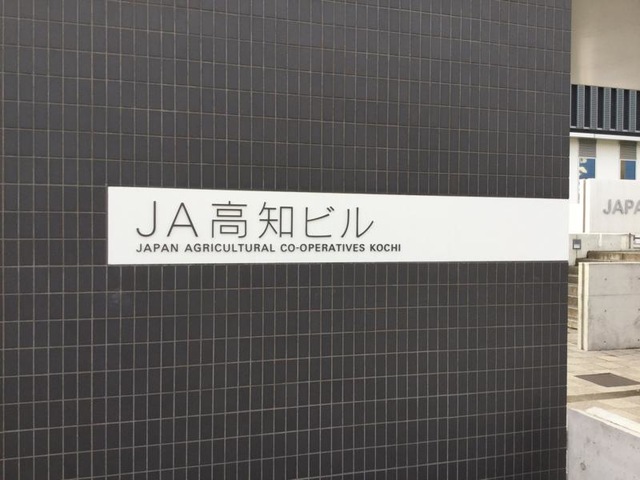 JA高知ビル
JAPAN AGRICULTURAL CO-OPERATIVES KOCHI
JAPA